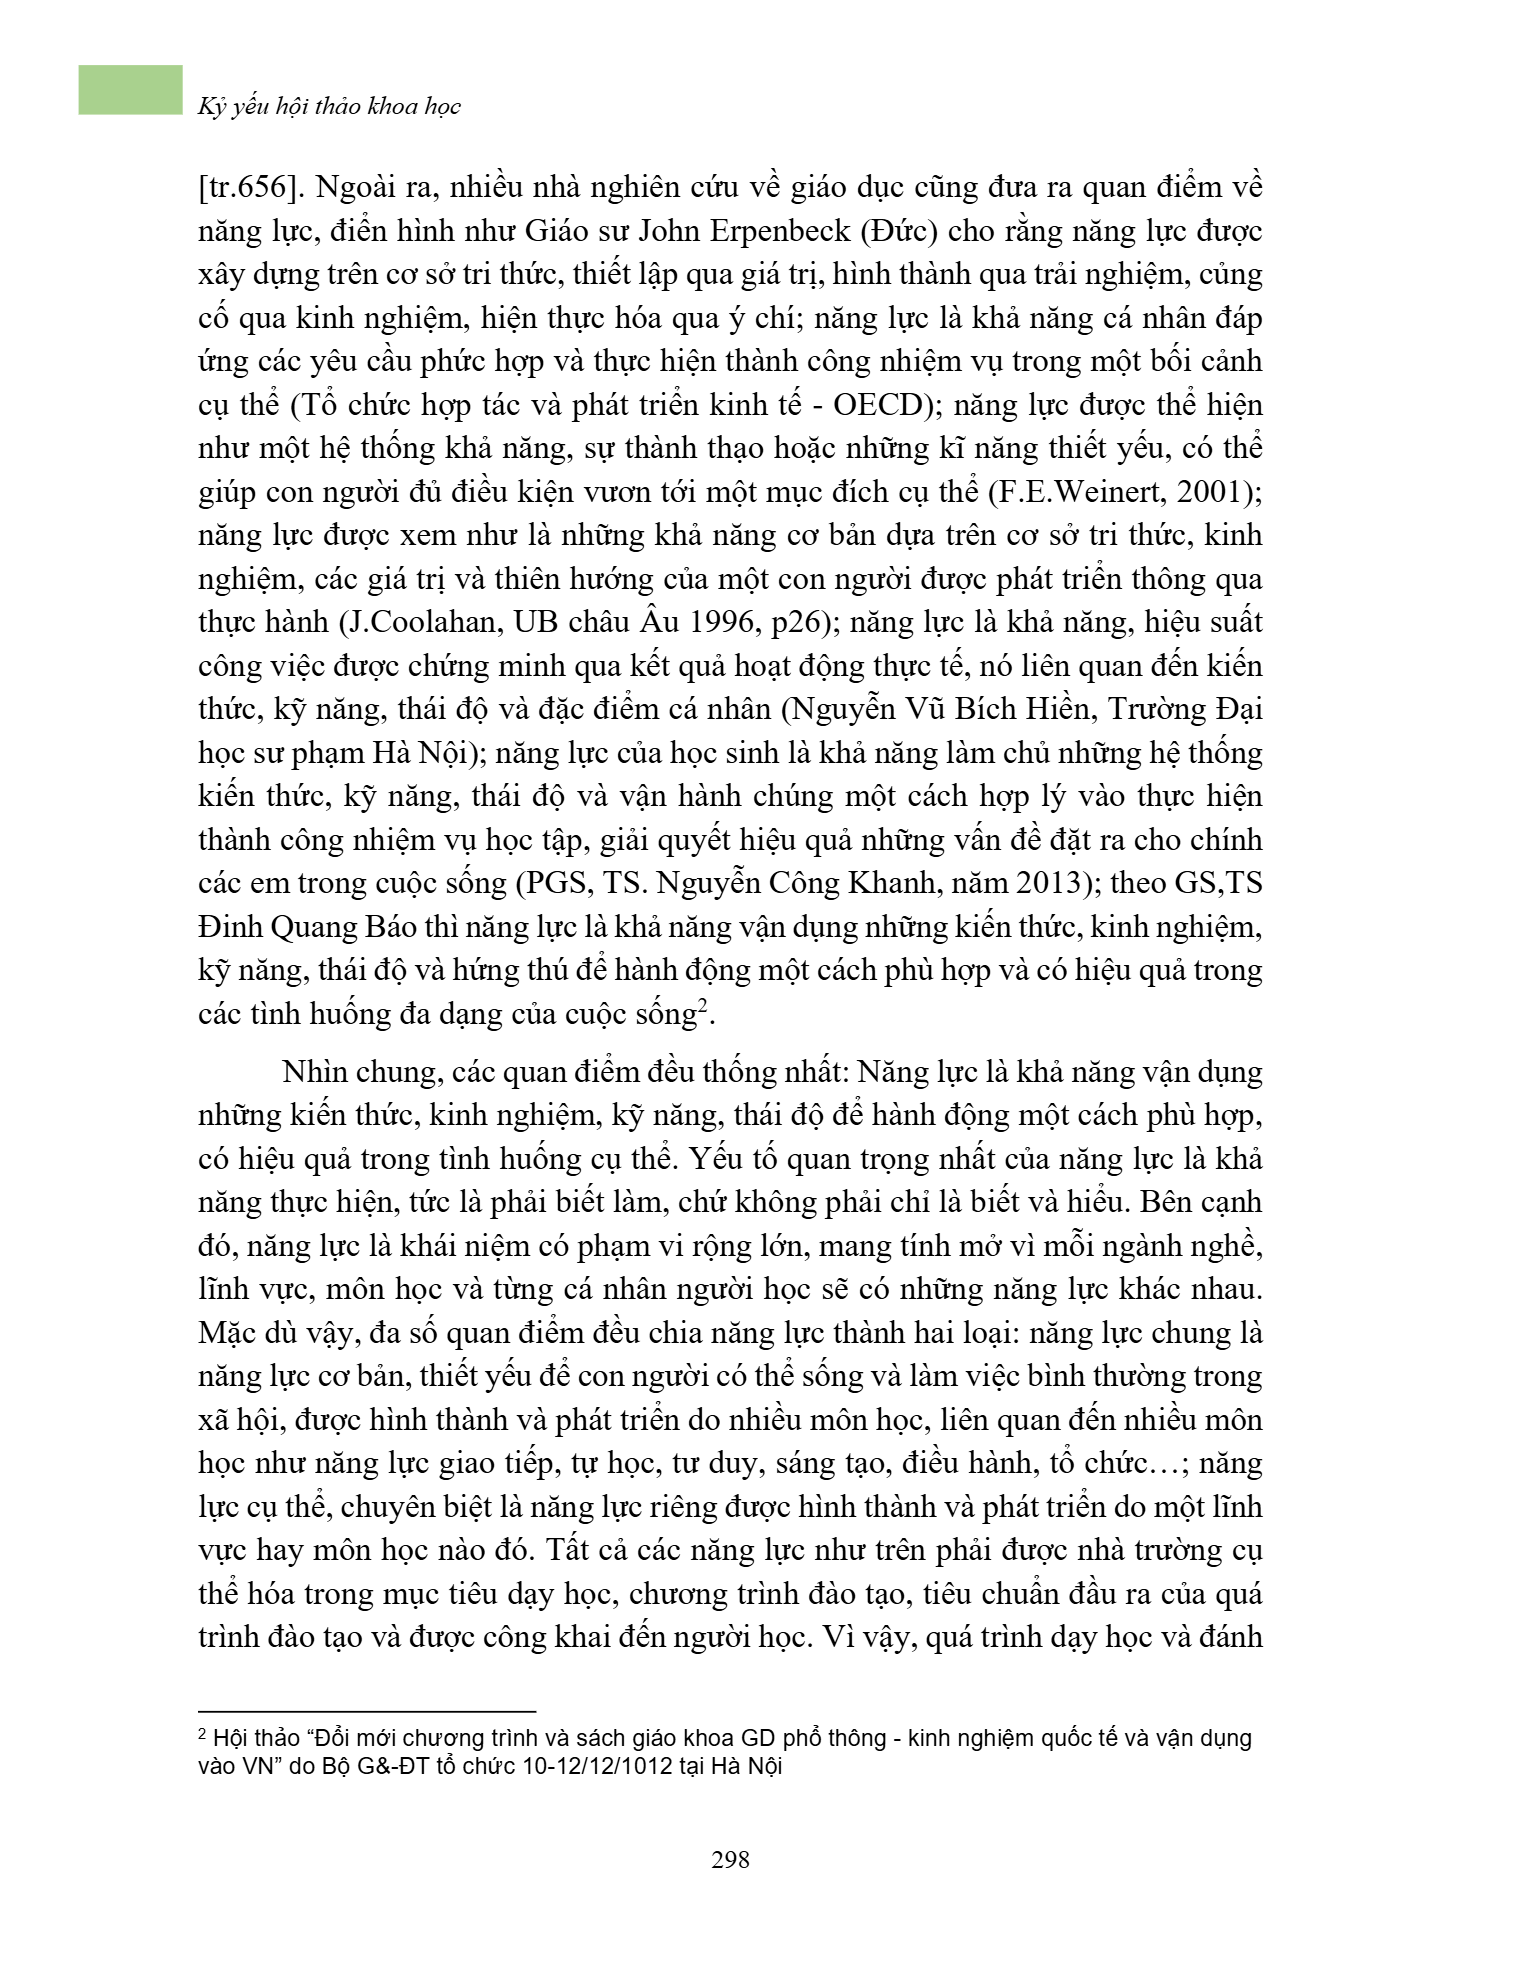 Kỷ yếu hội thảo khoa học
[tr.656]. Ngoài ra, nhiều nhà nghiên cứu về giáo dục cũng đưa ra quan điểm về
năng lực, điển hình như Giáo sư John Erpenbeck (Đức) cho rằng năng lực được
xây dựng trên cơ sở tri thức, thiết lập qua giá trị, hình thành qua trải nghiệm, củng
cố qua kinh nghiệm, hiện thực hóa qua ý chí; năng lực là khả năng cá nhân đáp
ứng các yêu cầu phức hợp và thực hiện thành công nhiệm vụ trong một bối cảnh
cụ thể (Tổ chức hợp tác và phát triển kinh tế - OECD); năng lực được thể hiện
như một hệ thống khả năng, sự thành thạo hoặc những kĩ năng thiết yếu, có thể
giúp con người đủ điều kiện vươn tới một mục đích cụ thể (F.E.Weinert, 2001);
năng lực được xem như là những khả năng cơ bản dựa trên cơ sở tri thức, kinh
nghiệm, các giá trị và thiên hướng của một con người được phát triển thông qua
thực hành (J.Coolahan, UB châu Âu 1996, p26); năng lực là khả năng, hiệu suất
công việc được chứng minh qua kết quả hoạt động thực tế, nó liên quan đến kiến
thức, kỹ năng, thái độ và đặc điểm cá nhân (Nguyễn Vũ Bích Hiền, Trường Đại
học sư phạm Hà Nội); năng lực của học sinh là khả năng làm chủ những hệ thống
kiến thức, kỹ năng, thái độ và vận hành chúng một cách hợp lý vào thực hiện
thành công nhiệm vụ học tập, giải quyết hiệu quả những vấn đề đặt ra cho chính
các em trong cuộc sống (PGS, TS. Nguyễn Công Khanh, năm 2013); theo GS,TS
Đinh Quang Báo thì năng lực là khả năng vận dụng những kiến thức, kinh nghiệm,
kỹ năng, thái độ và hứng thú để hành động một cách phù hợp và có hiệu quả trong
các tình huống đa dạng của cuộc sống².
Nhìn chung, các quan điểm đều thống nhất: Năng lực là khả năng vận dụng
những kiến thức, kinh nghiệm, kỹ năng, thái độ để hành động một cách phù hợp,
có hiệu quả trong tình huống cụ thể. Yếu tố quan trọng nhất của năng lực là khả
năng thực hiện, tức là phải biết làm, chứ không phải chỉ là biết và hiểu. Bên cạnh
đó, năng lực là khái niệm có phạm vi rộng lớn, mang tính mở vì mỗi ngành nghề,
lĩnh vực, môn học và từng cá nhân người học sẽ có những năng lực khác nhau.
Mặc dù vậy, đa số quan điểm đều chia năng lực thành hai loại: năng lực chung là
năng lực cơ bản, thiết yếu để con người có thể sống và làm việc bình thường trong
xã hội, được hình thành và phát triển do nhiều môn học, liên quan đến nhiều môn
học như năng lực giao tiếp, tự học, tư duy, sáng tạo, điều hành, tổ chức…; năng
lực cụ thể, chuyên biệt là năng lực riêng được hình thành và phát triển do một lĩnh
vực hay môn học nào đó. Tất cả các năng lực như trên phải được nhà trường cụ
thể hóa trong mục tiêu dạy học, chương trình đào tạo, tiêu chuẩn đầu ra của quá
trình đào tạo và được công khai đến người học. Vì vậy, quá trình dạy học và đánh
² Hội thảo “Đổi mới chương trình và sách giáo khoa GD phổ thông - kinh nghiệm quốc tế và vận dụng
vào VN” do Bộ G&-ĐT tổ chức 10-12/12/1012 tại Hà Nội
298